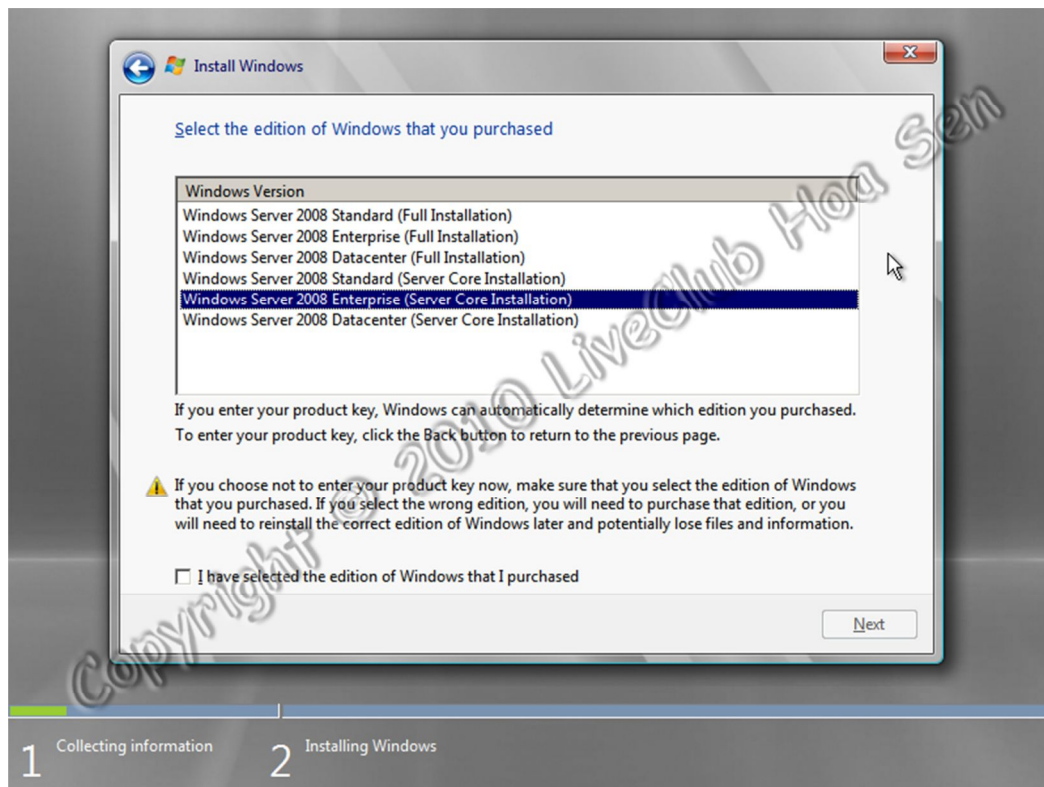 Install Windows
Select the edition of Windows that you purchased
Windows Version
Windows Server 2008 Standard (Full Installation)
Windows Server 2008 Enterprise (Full Installation)
Windows Server 2008 Datacenter (Full Installation)
Windows Server 2008 Standard (Server Core Installation)
Windows Server 2008 Enterprise (Server Core Installation)
Windows Server 2008 Datacenter (Server Core Installation)
If you enter your product key, Windows can automatically determine which edition you purchased.
To enter your product key, click the Back button to return to the previous page.
If you choose not to enter your product key now, make sure that you select the edition of Windows
that you purchased. If you select the wrong edition, you will need to purchase that edition, or you
will need to reinstall the correct edition of Windows later and potentially lose files and information.
I have selected the edition of Windows that I purchased
Next
Copyright © 2010 LiveClub Hoa Sen
1 Collecting information
2 Installing Windows